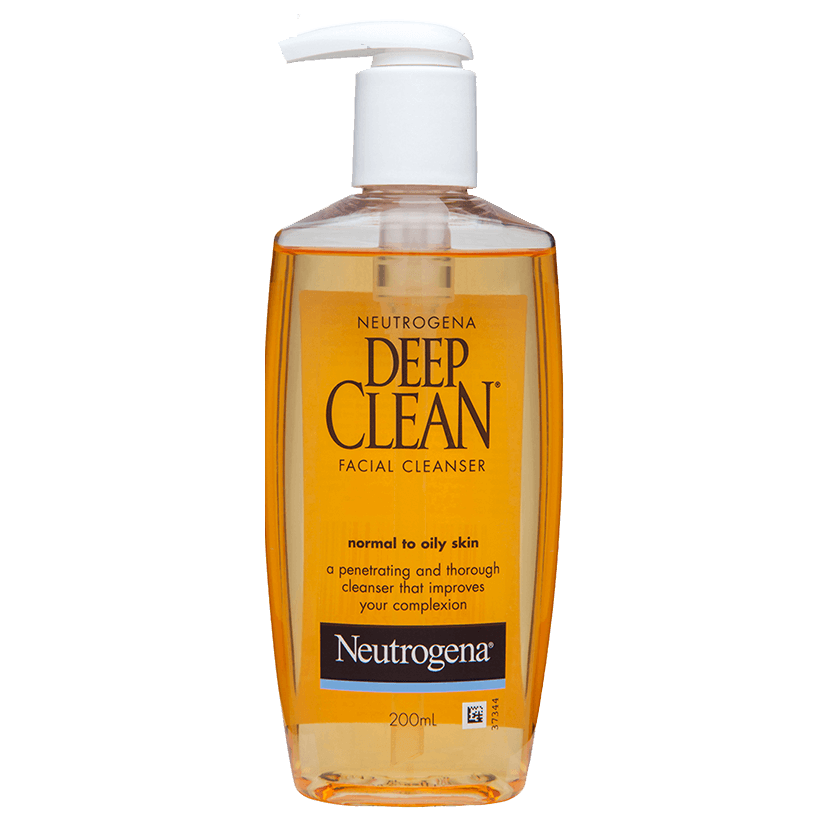 NEUTROGENA
DEEP
CLEAN®
FACIAL CLEANSER
normal to oily skin
a penetrating and thorough
cleanser that improves
your complexion
Neutrogena®
200mL
37344